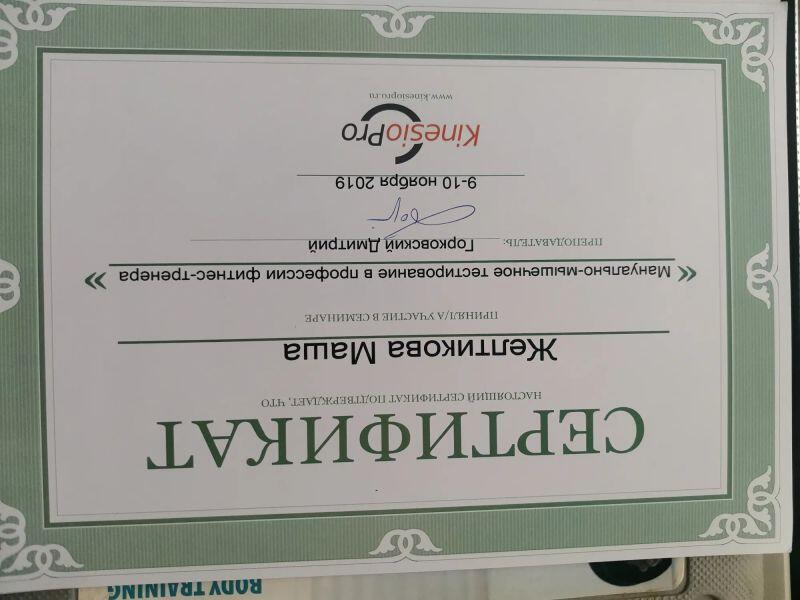 СЕРТИФИКАТ
НАСТОЯЩИЙ СЕРТИФИКАТ ПОДТВЕРЖДАЕТ, ЧТО
Желтикова Маша
ПРИНЯЛ/А УЧАСТИЕ В СЕМИНАРЕ
« Мануально-мышечное тестирование в профессии фитнес-тренера »
ПРЕПОДАВАТЕЛЬ: Горковский Дмитрий
9-10 ноября 2019
KinesioPro
www.kinesiopro.ru
BODY TRAINING